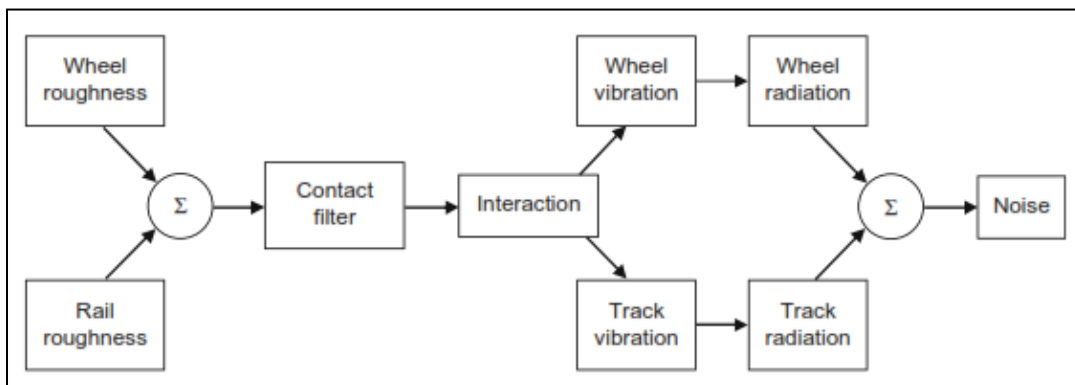 Wheel
roughness
Rail
roughness
Σ
Contact
filter
Interaction
Wheel
vibration
Track
vibration
Wheel
radiation
Track
radiation
Σ
Noise